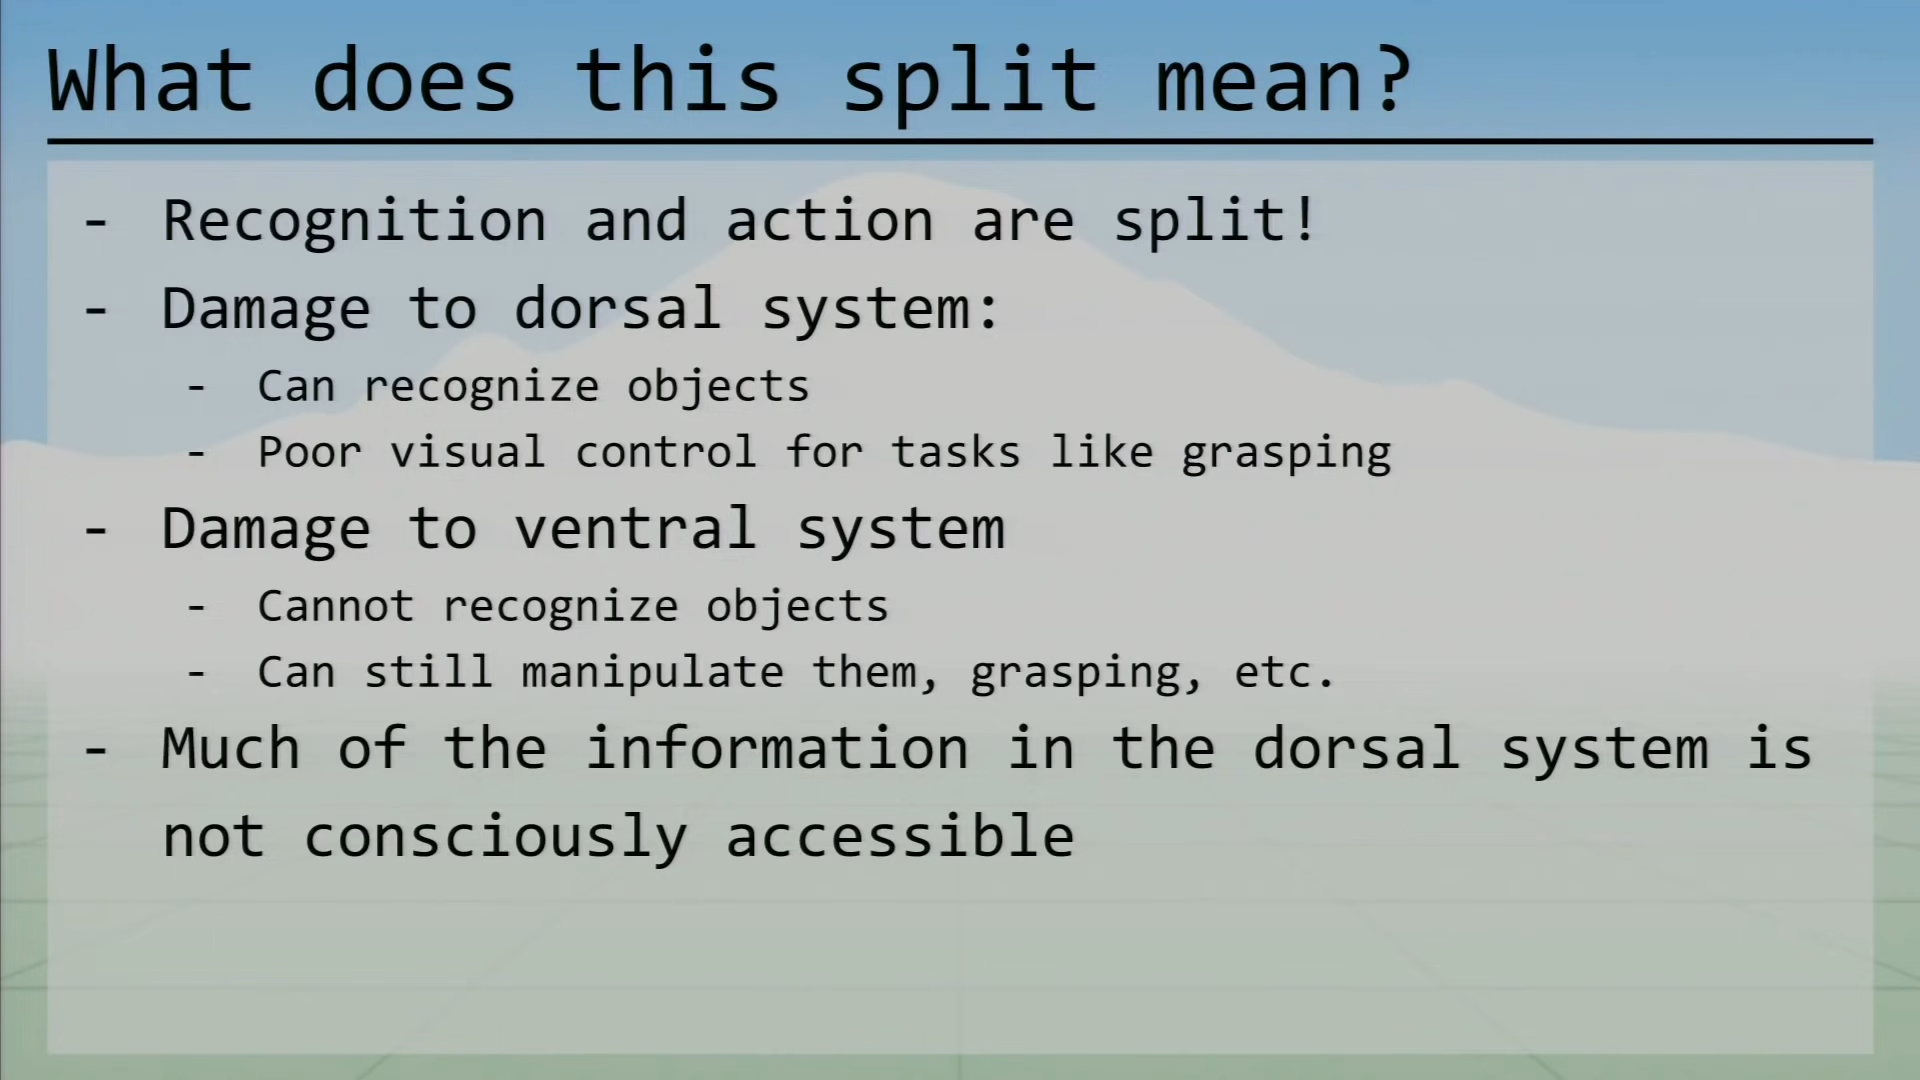 What does this split mean?
- Recognition and action are split!
- Damage to dorsal system:
- Can recognize objects
- Poor visual control for tasks like grasping
- Damage to ventral system
- Cannot recognize objects
- Can still manipulate them, grasping, etc.
- Much of the information in the dorsal system is
not consciously accessible